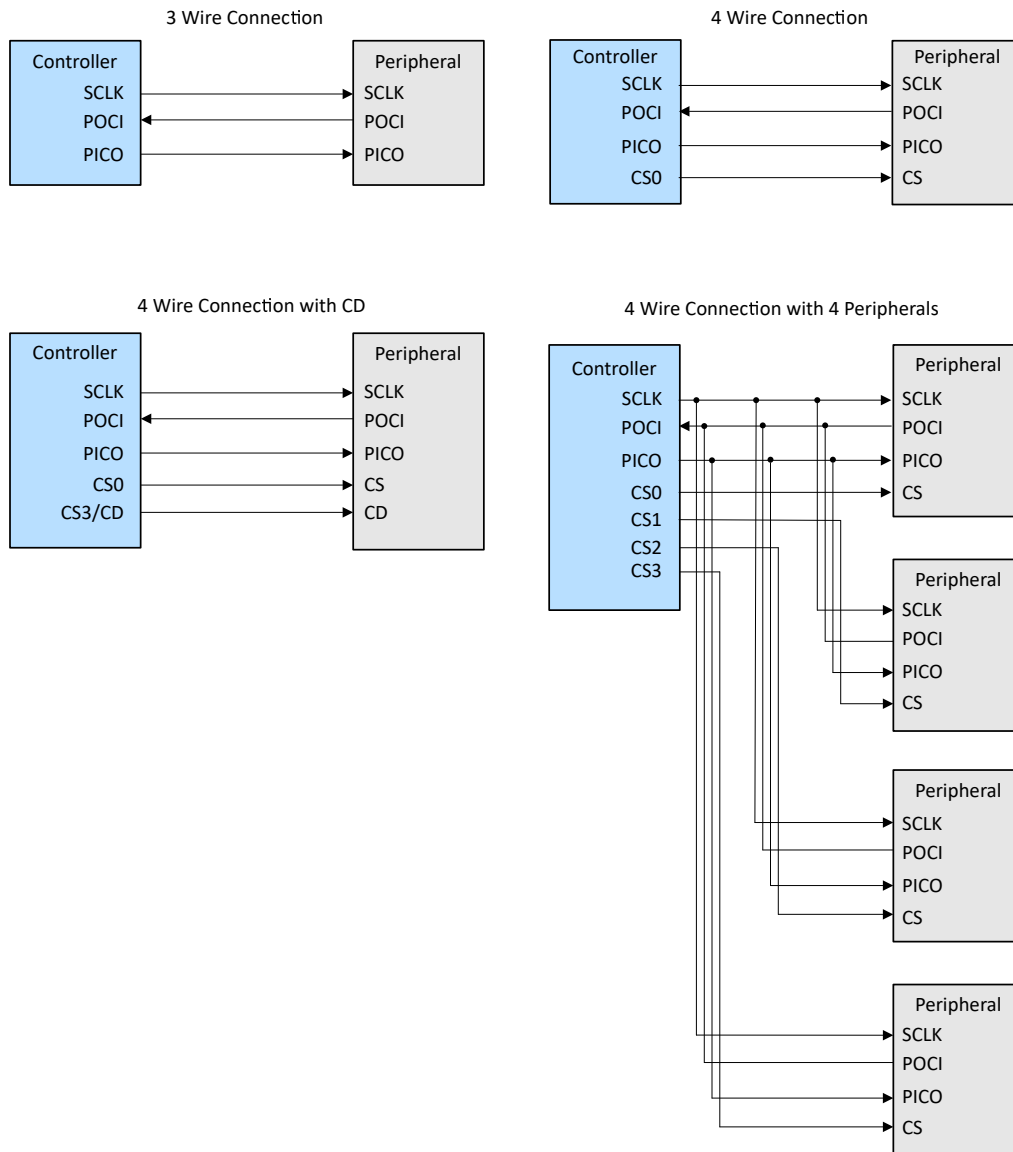 3 Wire Connection
Controller
SCLK
POCI
PICO
Peripheral
SCLK
POCI
PICO
4 Wire Connection
Controller
SCLK
POCI
PICO
CS0
Peripheral
SCLK
POCI
PICO
CS
4 Wire Connection with CD
Controller
SCLK
POCI
PICO
CS0
CS3/CD
Peripheral
SCLK
POCI
PICO
CS
CD
4 Wire Connection with 4 Peripherals
Controller
SCLK
POCI
PICO
CS0
CS1
CS2
CS3
Peripheral
SCLK
POCI
PICO
CS
Peripheral
SCLK
POCI
PICO
CS
Peripheral
SCLK
POCI
PICO
CS
Peripheral
SCLK
POCI
PICO
CS